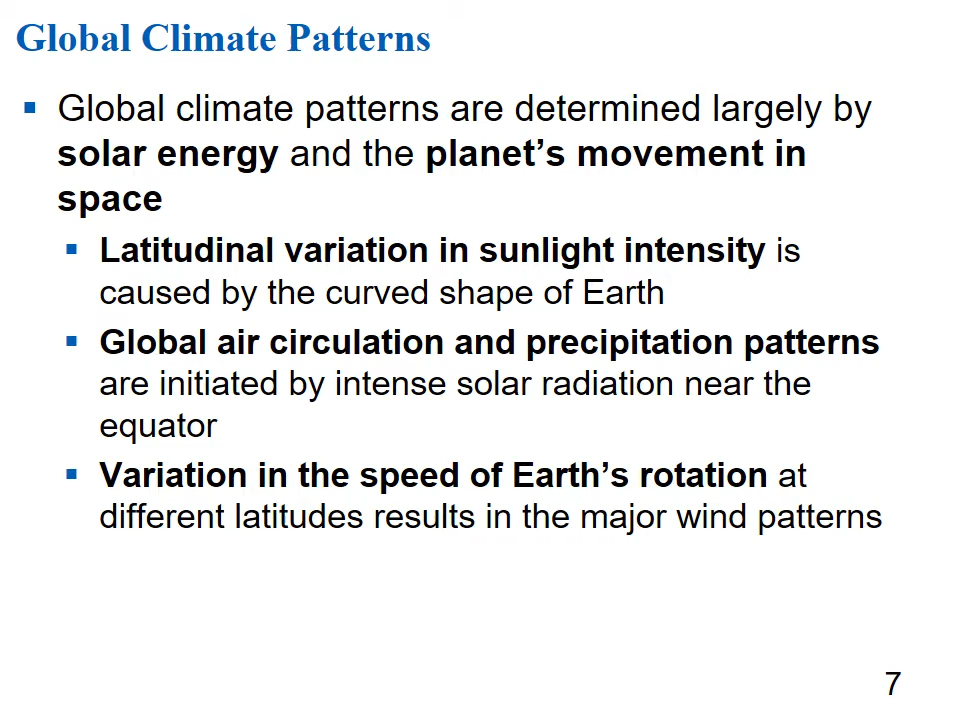 Global Climate Patterns
▪ Global climate patterns are determined largely by
solar energy and the planet’s movement in
space
▪ Latitudinal variation in sunlight intensity is
caused by the curved shape of Earth
▪ Global air circulation and precipitation patterns
are initiated by intense solar radiation near the
equator
▪ Variation in the speed of Earth’s rotation at
different latitudes results in the major wind patterns
7